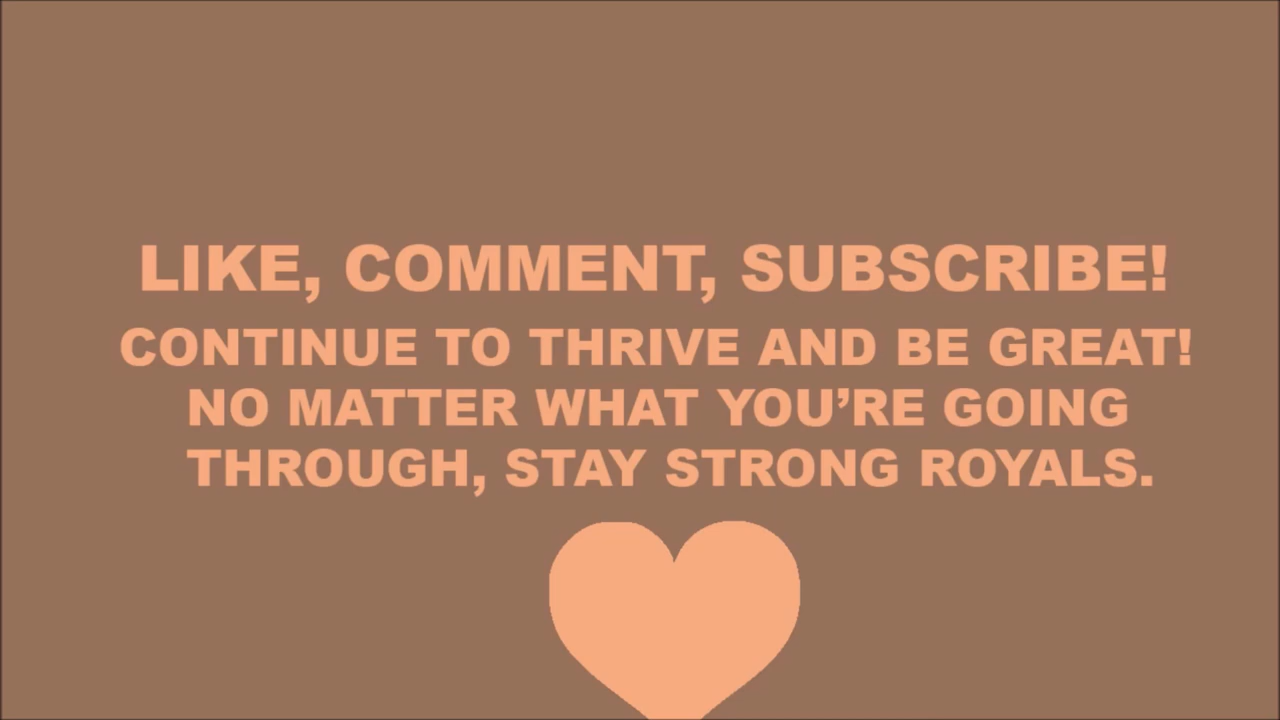 LIKE, COMMENT, SUBSCRIBE!
CONTINUE TO THRIVE AND BE GREAT!
NO MATTER WHAT YOU’RE GOING
THROUGH, STAY STRONG ROYALS.